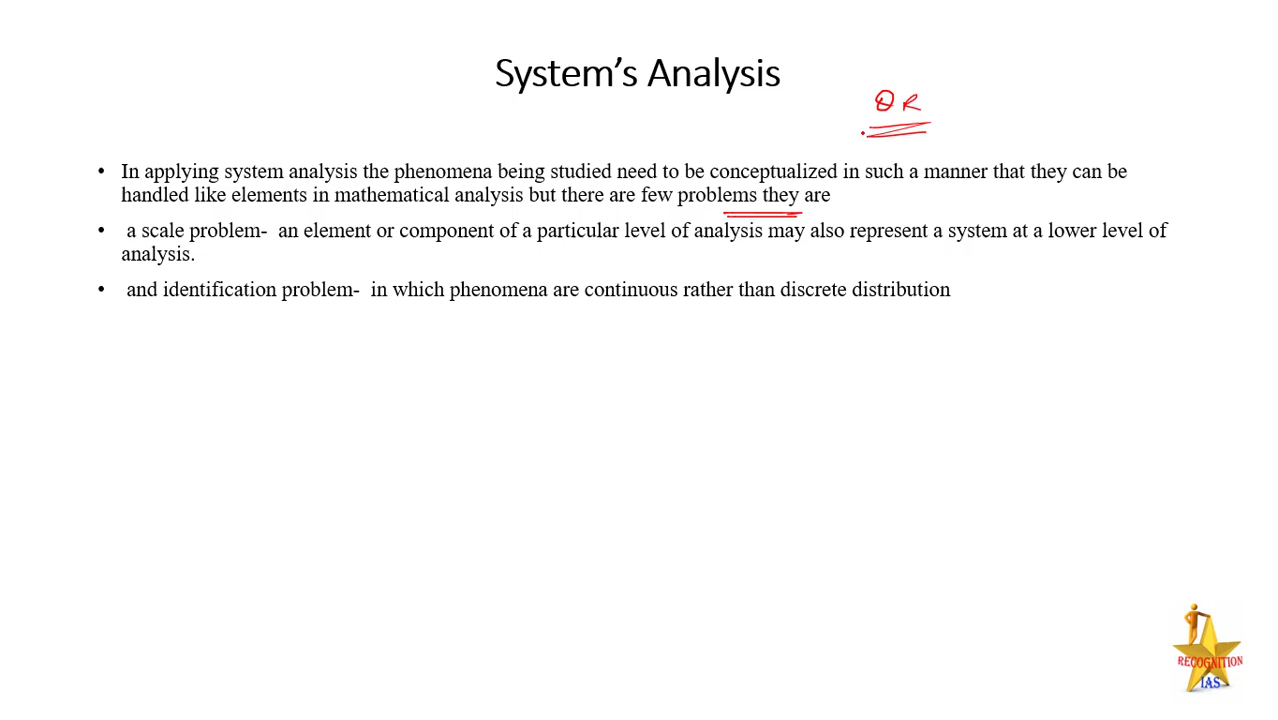 System's Analysis
QR
• In applying system analysis the phenomena being studied need to be conceptualized in such a manner that they can be
handled like elements in mathematical analysis but there are few problems they are
• a scale problem- an element or component of a particular level of analysis may also represent a system at a lower level of
analysis.
• and identification problem- in which phenomena are continuous rather than discrete distribution
RECOGNITION
IAS